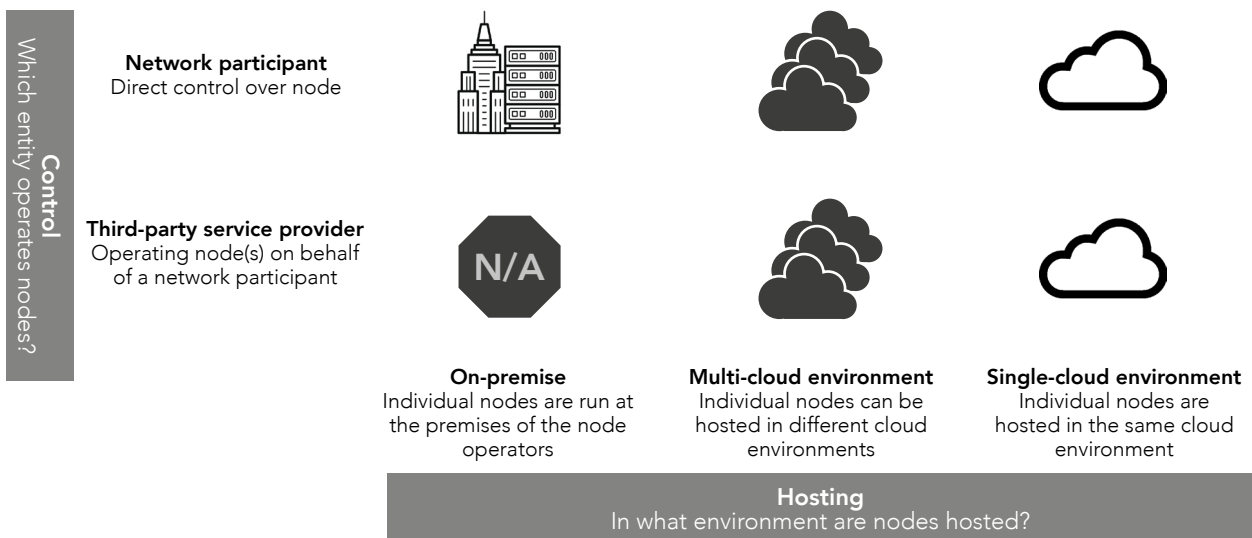 Control
Which entity operates nodes?
Network participant
Direct control over node
Third-party service provider
Operating node(s) on behalf
of a network participant
N/A
On-premise
Individual nodes are run at
the premises of the node
operators
Multi-cloud environment
Individual nodes can be
hosted in different cloud
environments
Single-cloud environment
Individual nodes are
hosted in the same cloud
environment
Hosting
In what environment are nodes hosted?